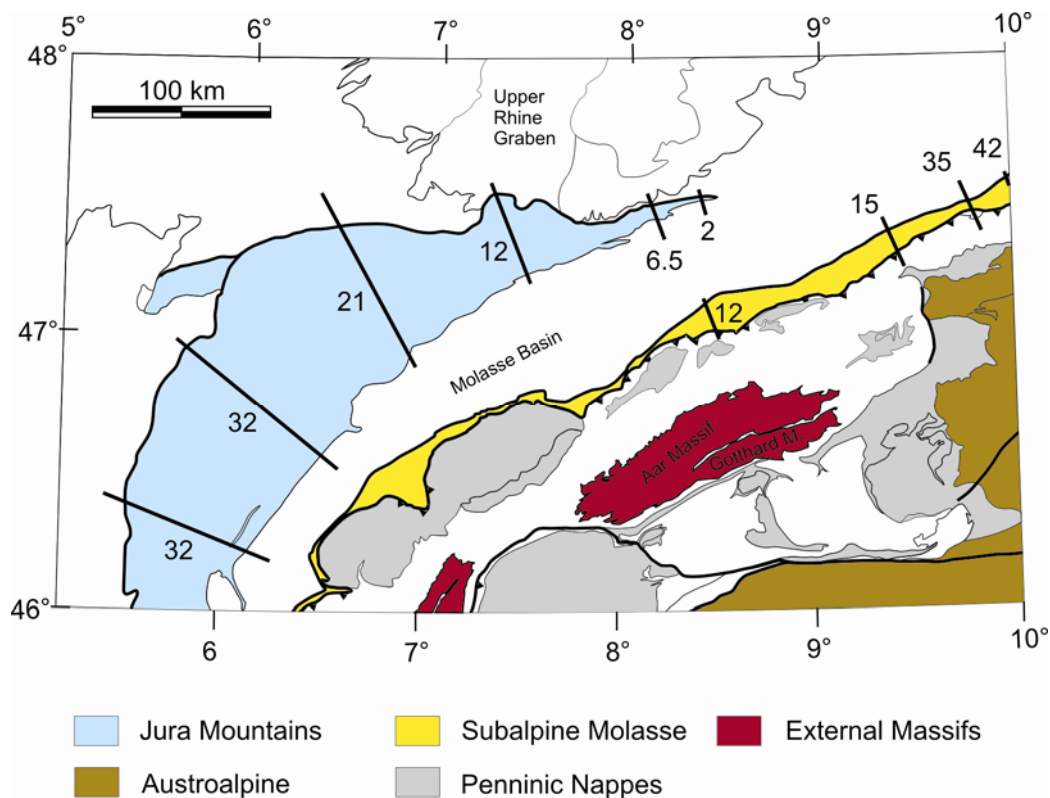 5° 6° 7° 8° 9° 10°
48°
100 km
Upper
Rhine
Graben
42
35
15
12
2
6.5
21
12
47°
Molasse Basin
32
Aar Massif
Gotthard M.
32
46°
6° 7° 8° 9° 10°
Jura Mountains Subalpine Molasse External Massifs
Austroalpine Penninic Nappes